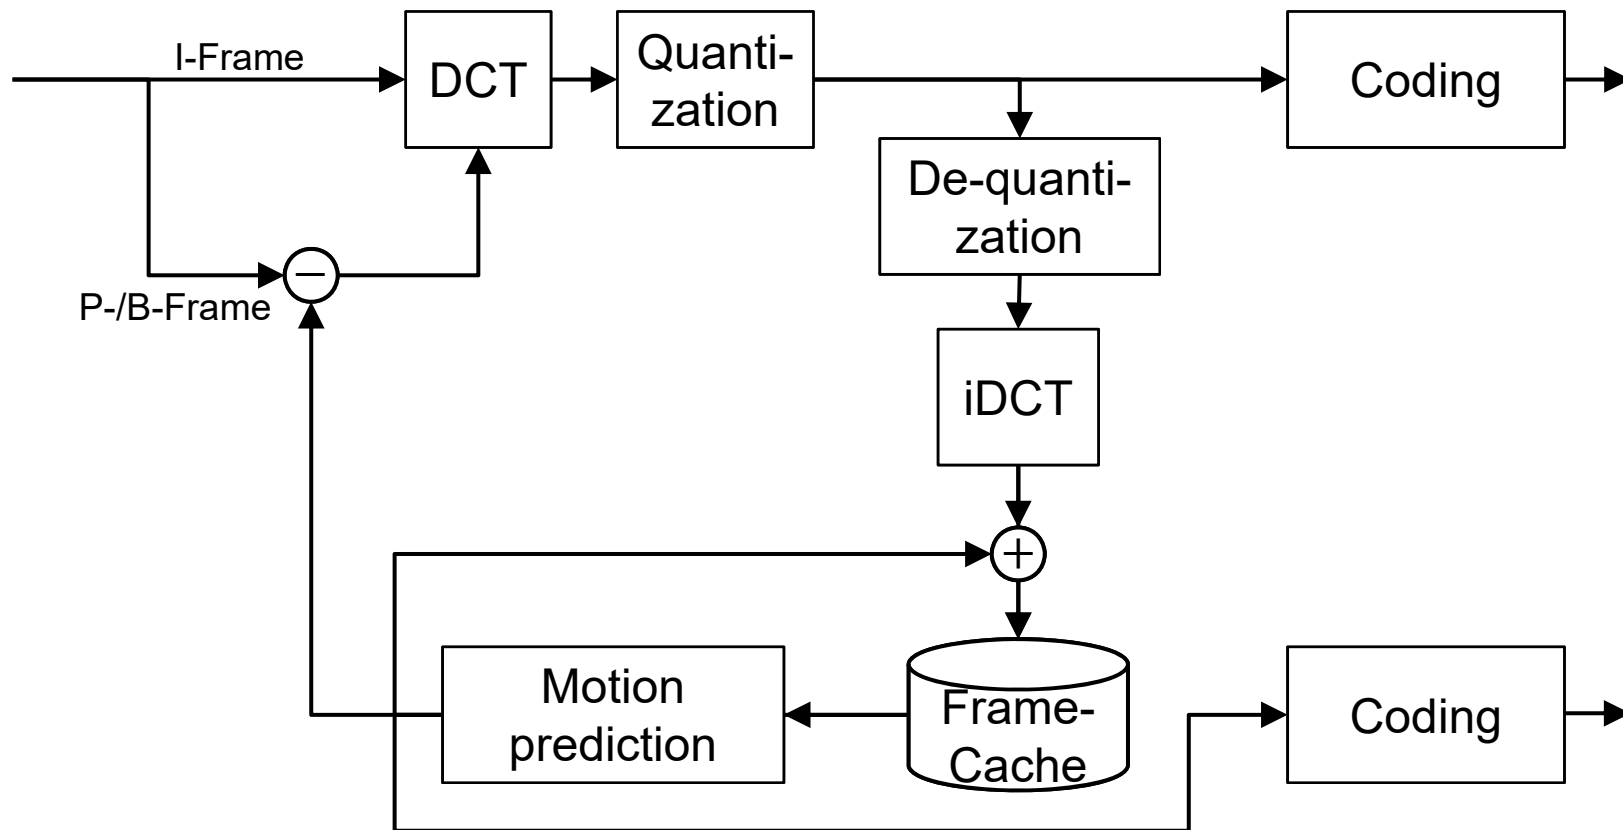 I-Frame
DCT
Quanti-
zation
Coding
De-quanti-
zation
P-/B-Frame
−
iDCT
+
Motion
prediction
Frame-
Cache
Coding